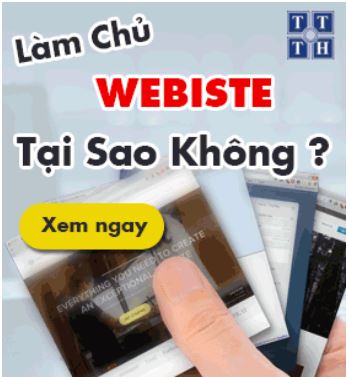 Làm Chủ
T T
T H
WEBISTE
Tại Sao Không ?
Xem ngay
EVERYTHING YOU NEED TO CREATE
AN EXCEPTIONAL